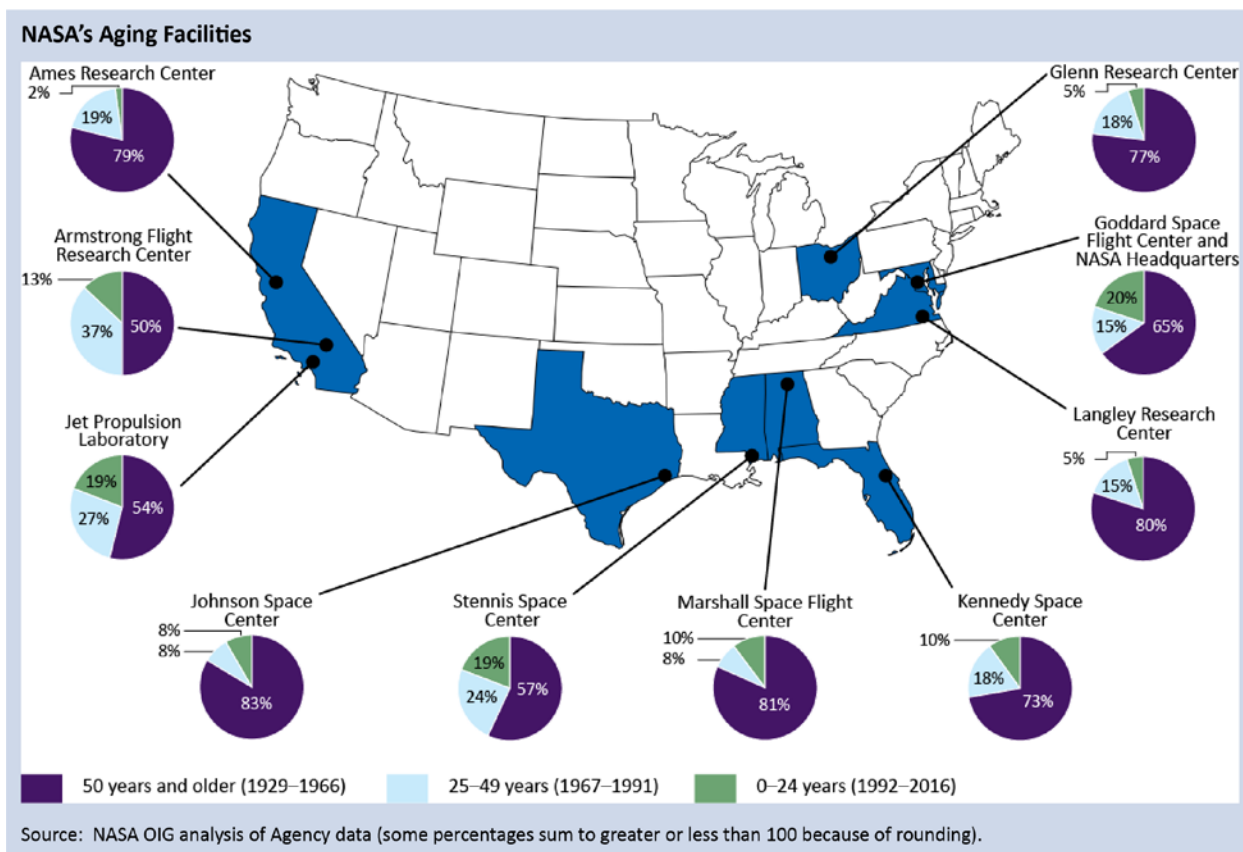 NASA's Aging Facilities
Ames Research Center
2%
19%
79%
Armstrong Flight
Research Center
13%
37%
50%
Jet Propulsion
Laboratory
19%
27%
54%
Johnson Space
Center
8%
8%
83%
Stennis Space
Center
19%
24%
57%
Marshall Space Flight
Center
10%
8%
81%
Kennedy Space
Center
10%
18%
73%
Glenn Research Center
5%
18%
77%
Goddard Space
Flight Center and
NASA Headquarters
20%
15%
65%
Langley Research
Center
5%
15%
80%
50 years and older (1929–1966)
25–49 years (1967–1991)
0–24 years (1992–2016)
Source: NASA OIG analysis of Agency data (some percentages sum to greater or less than 100 because of rounding).